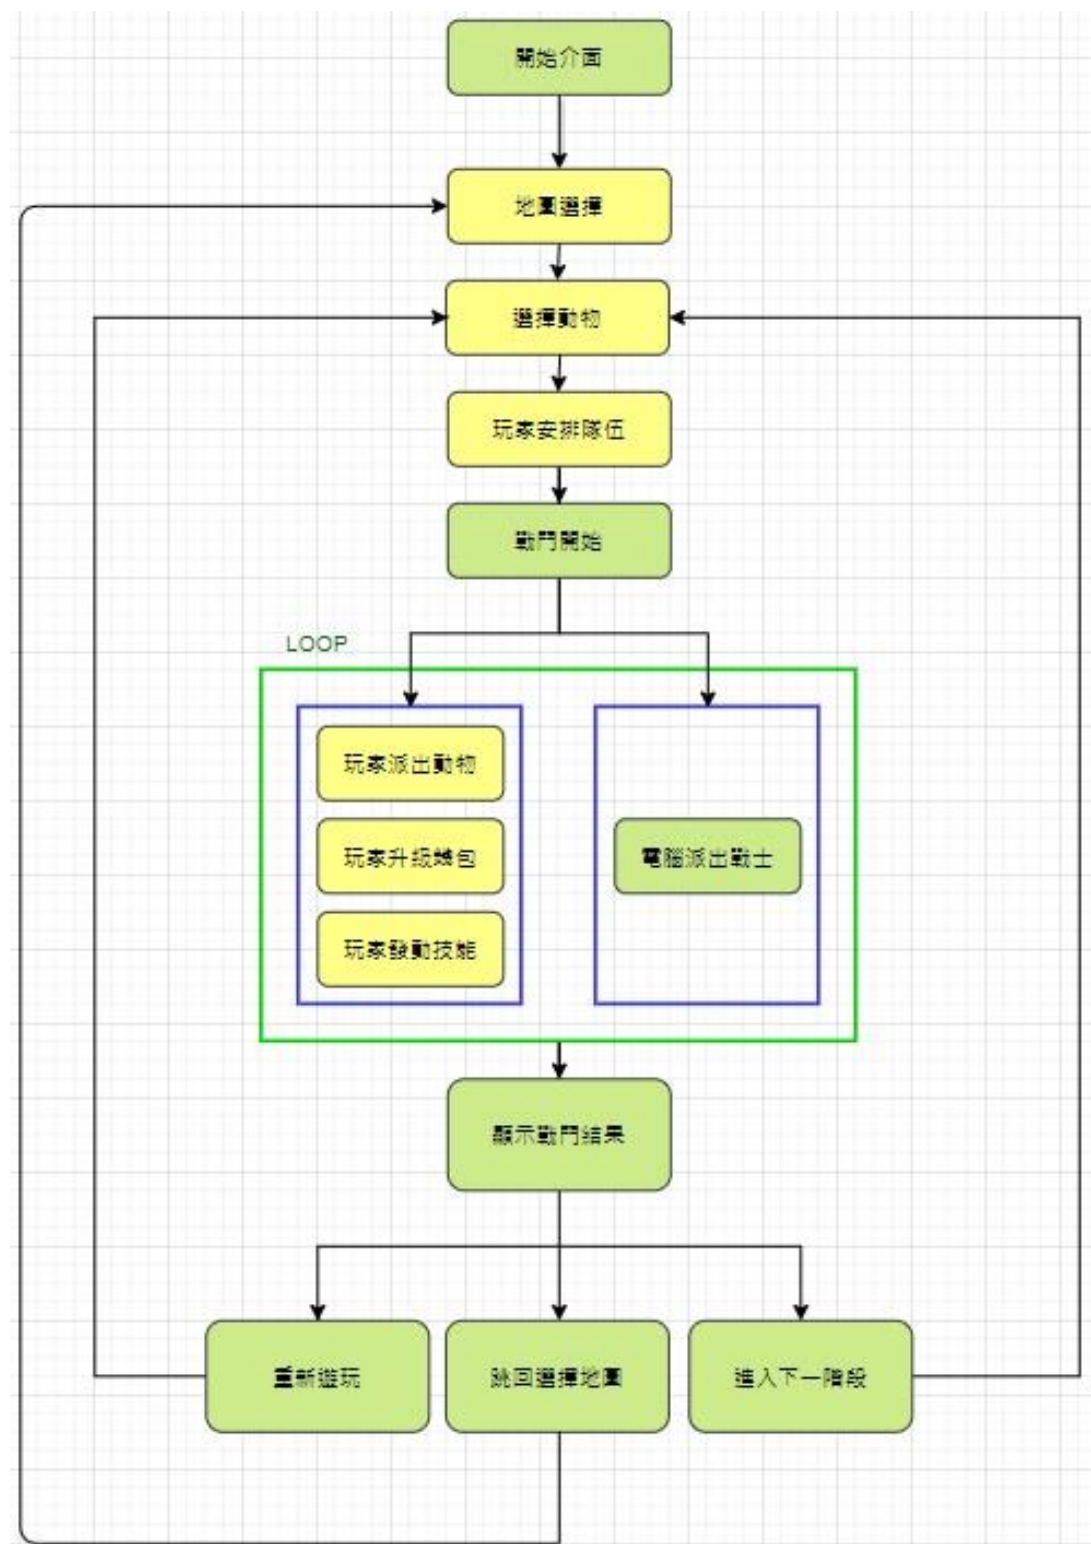 開始介面
地圖選擇
選擇動物
玩家安排隊伍
戰鬥開始
LOOP
玩家派出動物
玩家升級錢包
玩家發動技能
電腦派出戰士
顯示戰鬥結果
重新遊玩
跳回選擇地圖
進入下一階段